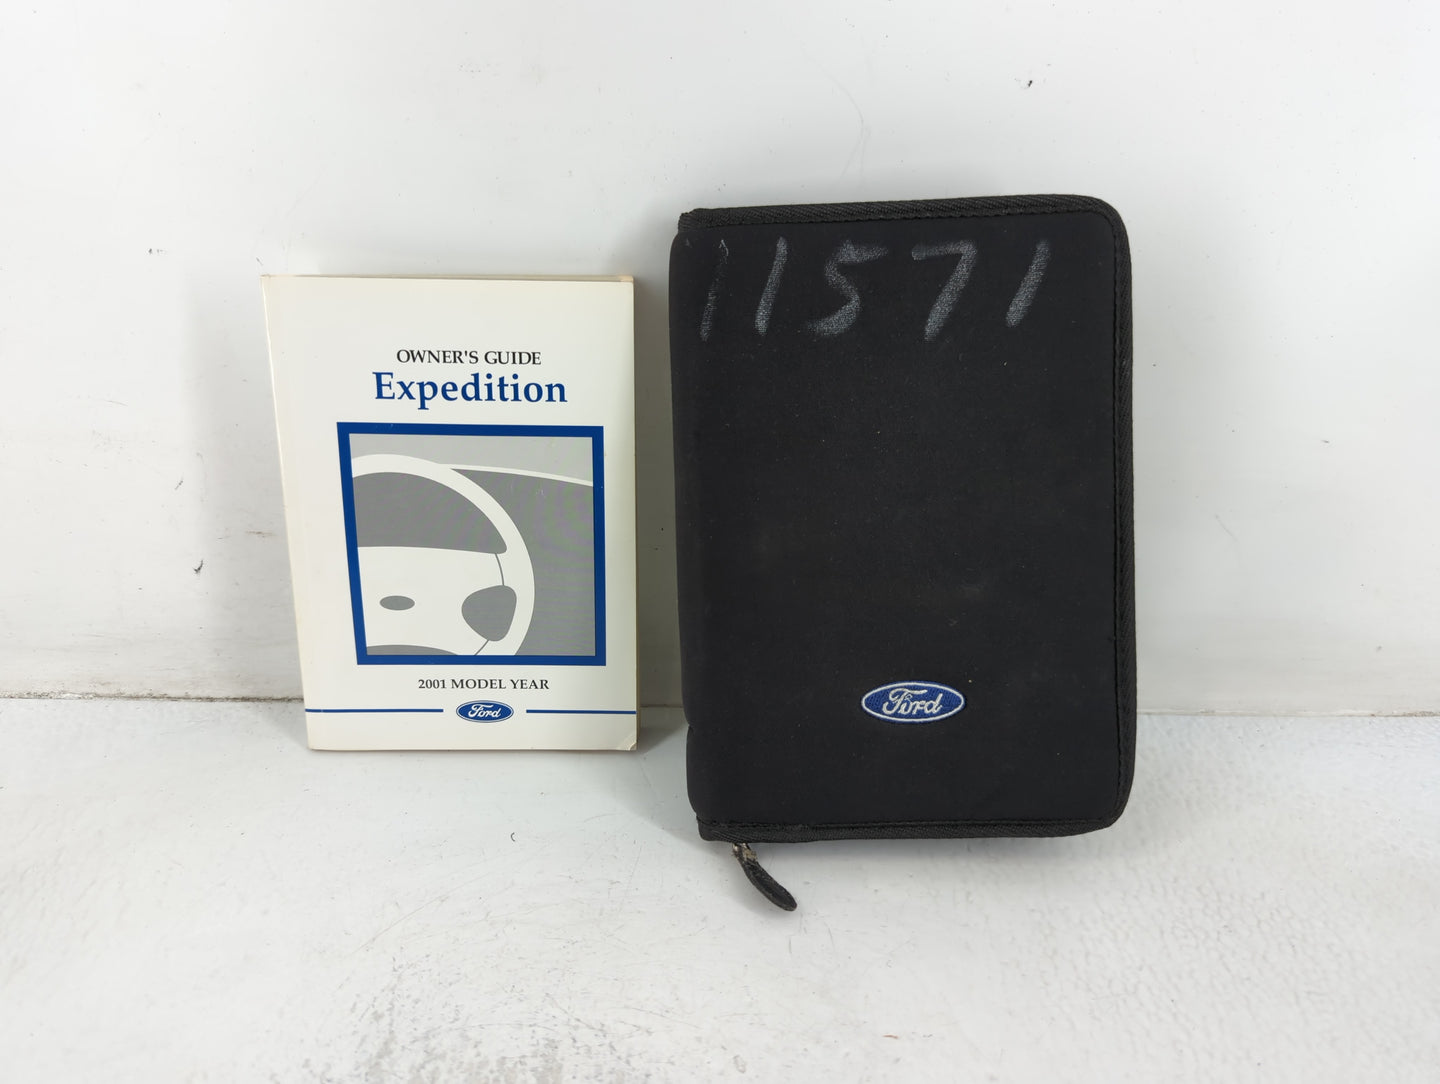 OWNER'S GUIDE
Expedition
2001 MODEL YEAR
Ford
11571
Ford